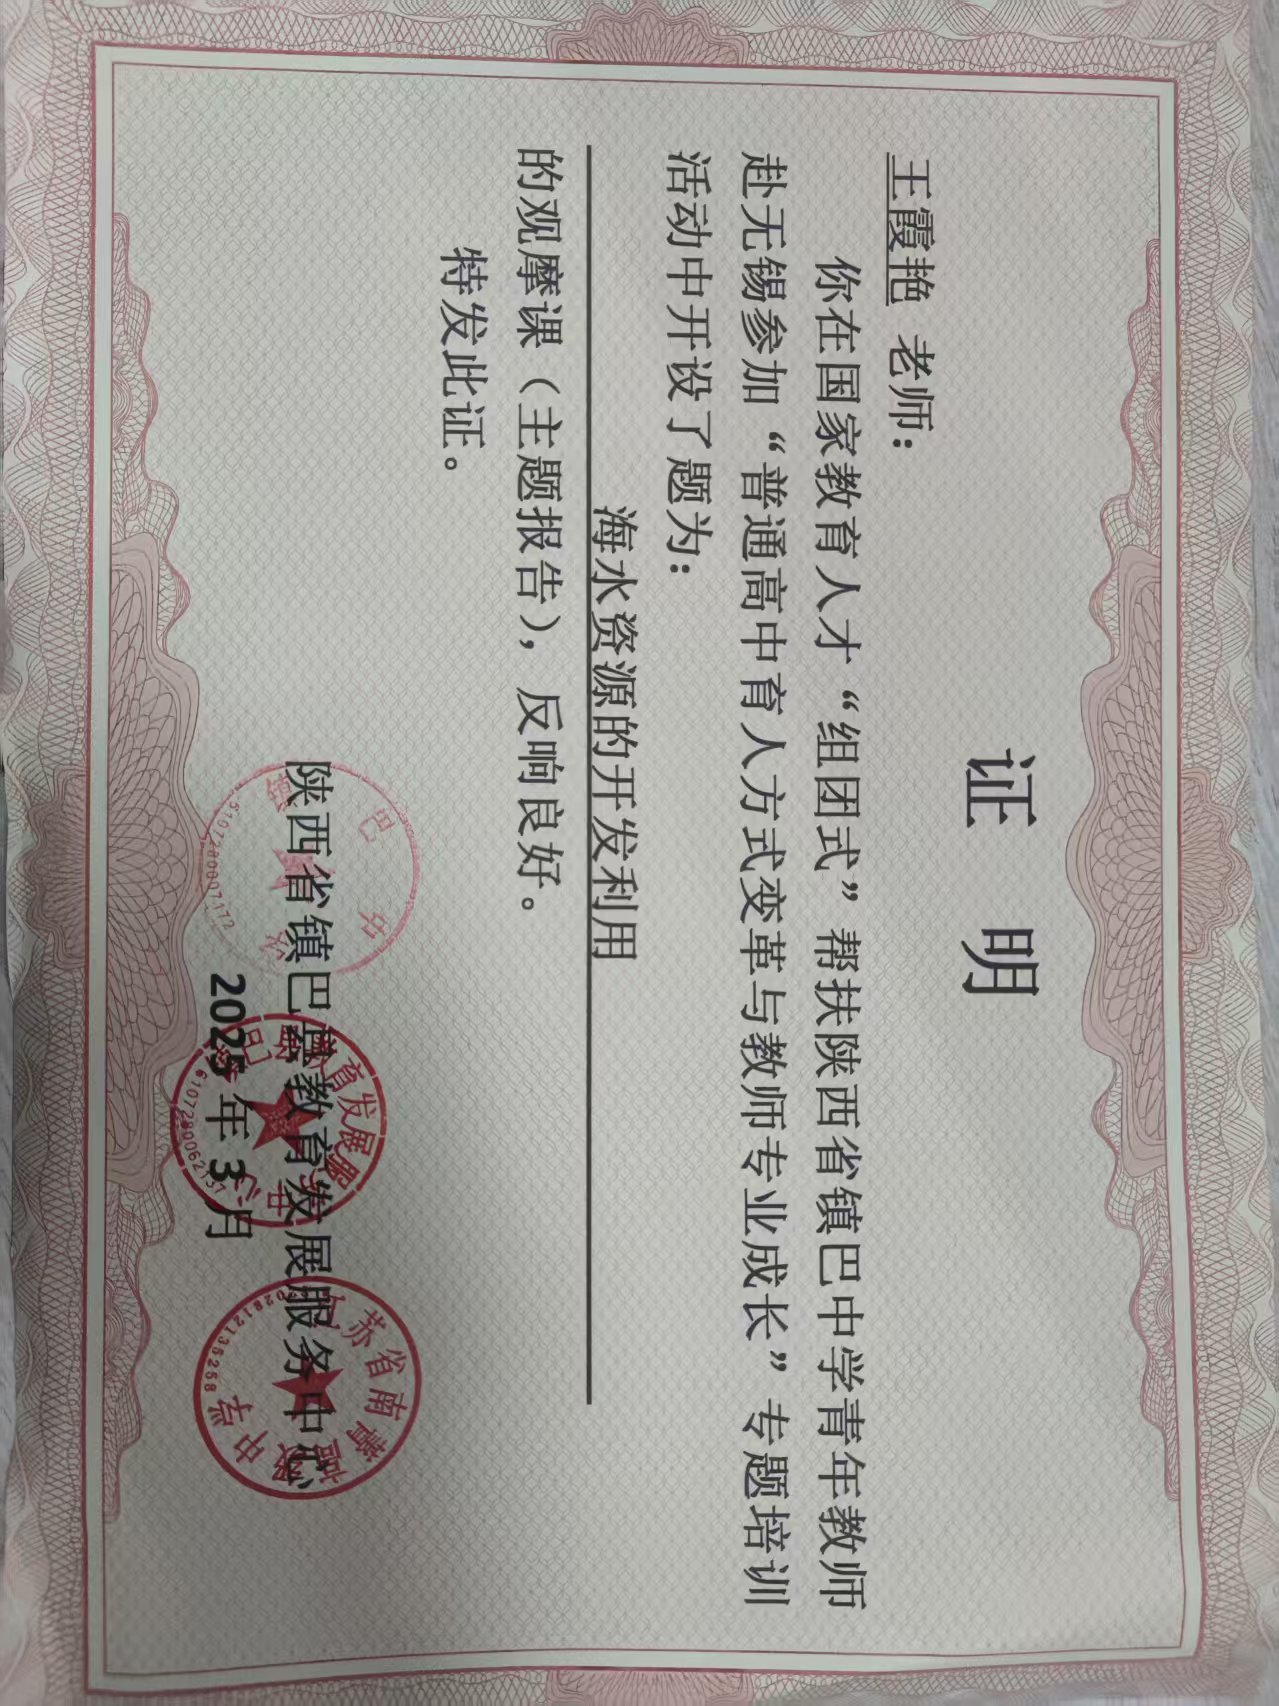 证 明
王霞艳 老师：
你在国家教育人才“组团式”帮扶陕西省镇巴中学青年教师
赴无锡参加“普通高中育人方式变革与教师专业成长”专题培训
活动中开设了题为：
海水资源的开发利用
的观摩课（主题报告），反响良好。
特发此证。
陕西省镇巴县教育发展服务中心
2025年3月
6107280062137